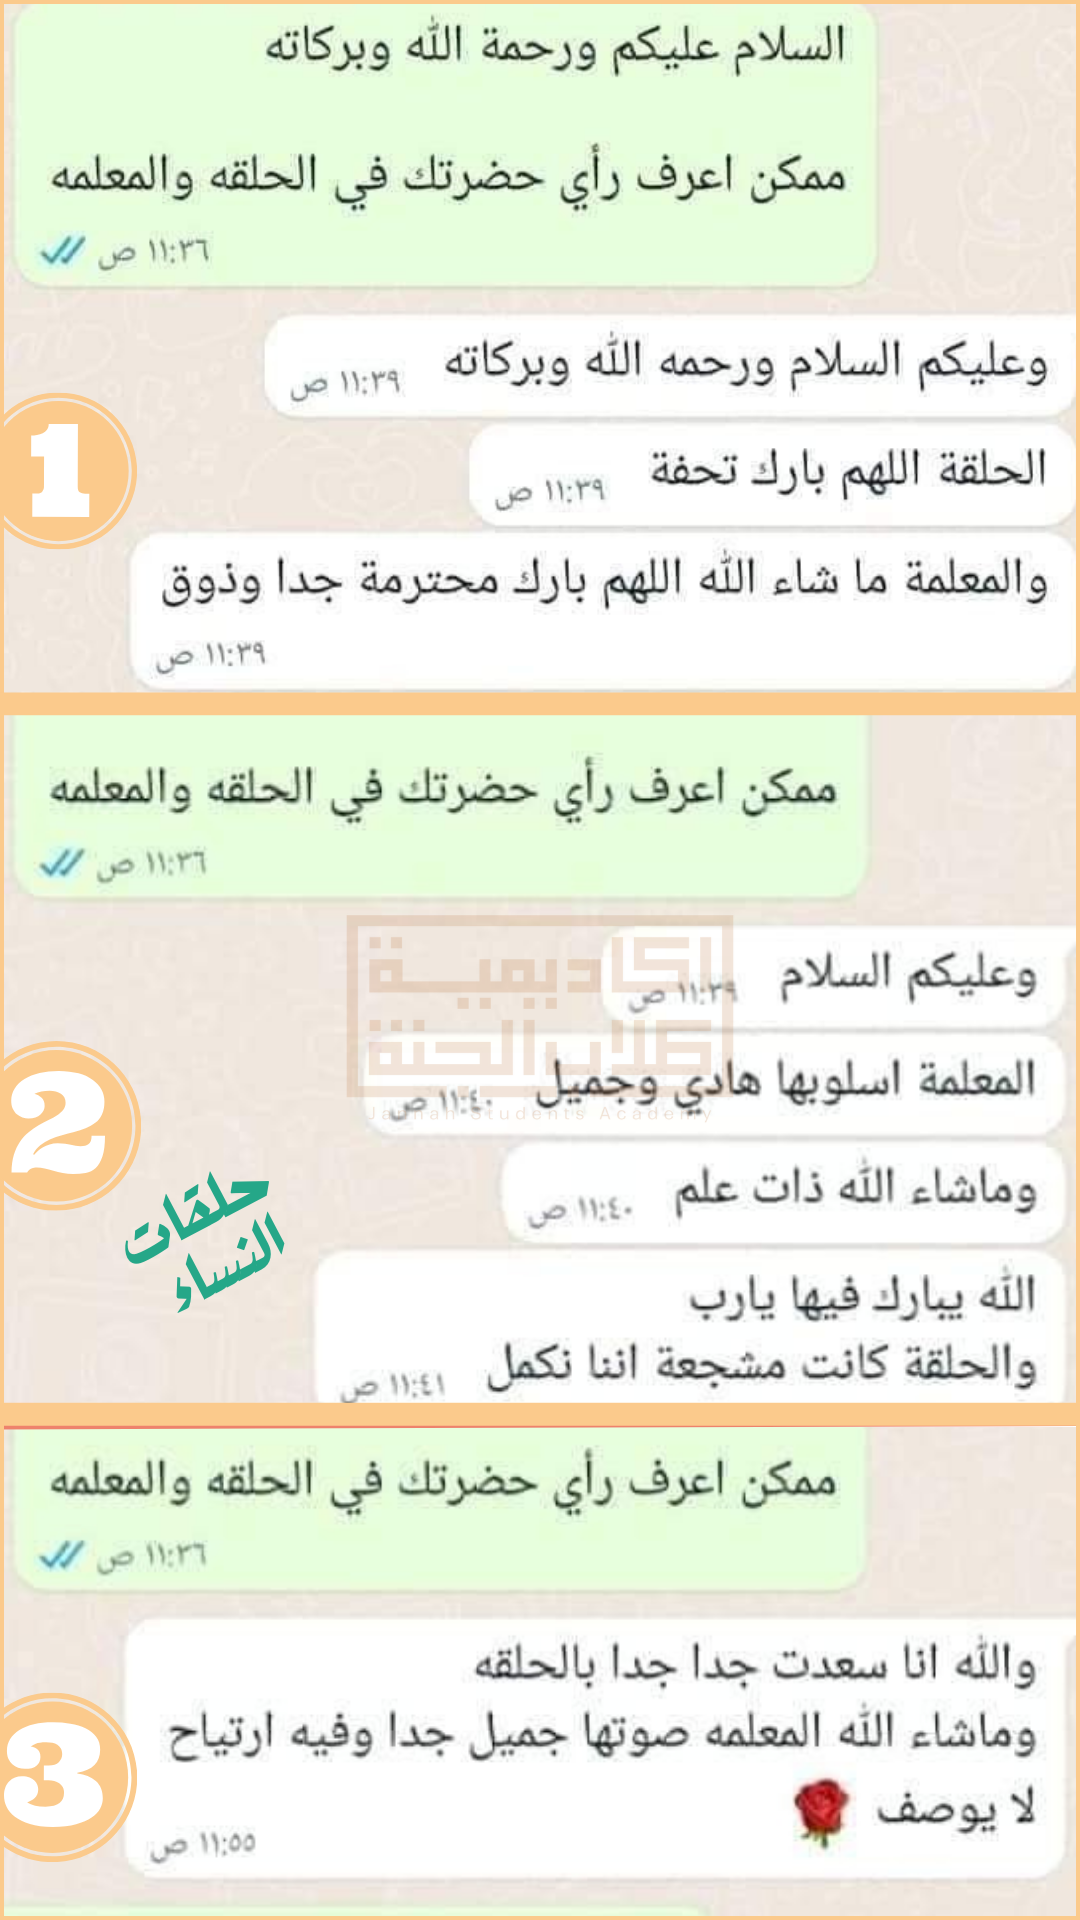 السلام عليكم ورحمة الله وبركاته
ممكن اعرف رأي حضرتك في الحلقه والمعلمه
١١:٣٦ ص
وعليكم السلام ورحمه الله وبركاته
١١:٣٩ ص
الحلقة اللهم بارك تحفة
١١:٣٩ ص
والمعلمة ما شاء الله اللهم بارك محترمة جدا وذوق
١١:٣٩ ص
1
ممكن اعرف رأي حضرتك في الحلقه والمعلمه
١١:٣٦ ص
وعليكم السلام
١١:٣٩ ص
اكاديمية
طلاب الجنة
Jannah Students Academy
المعلمة اسلوبها هادي وجميل
١١:٤٠ ص
وماشاء الله ذات علم
١١:٤٠ ص
الله يبارك فيها يارب
والحلقة كانت مشجعة اننا نكمل
١١:٤١ ص
2
حلقات
النساء
ممكن اعرف رأي حضرتك في الحلقه والمعلمه
١١:٣٦ ص
والله انا سعدت جدا جدا بالحلقه
وماشاء الله المعلمه صوتها جميل جدا وفيه ارتياح
لا يوصف 🌹
١١:٥٥ ص
3